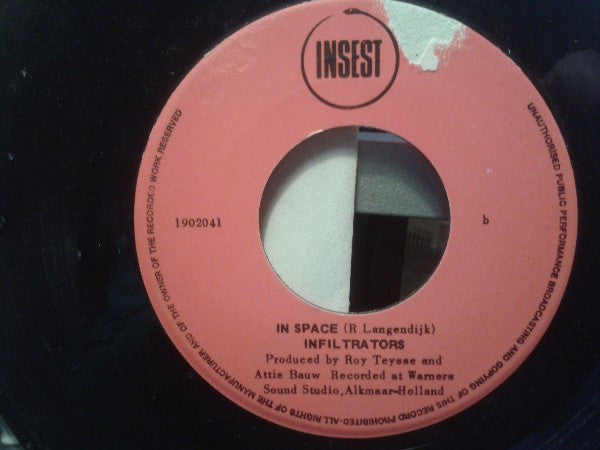 INSEST
1902041
b
IN SPACE (R. Langendijk)
INFILTRATORS
Produced by Roy Teysse and
Attie Bauw Recorded at Warners
Sound Studio, Alkmaar-Holland
UNAUTHORISED PUBLIC PERFORMANCE BROADCASTING AND COPYING OF THIS RECORD PROHIBITED-ALL RIGHTS OF THE MANUFACTURER AND OF THE OWNER OF THE RECORDED WORK RESERVED